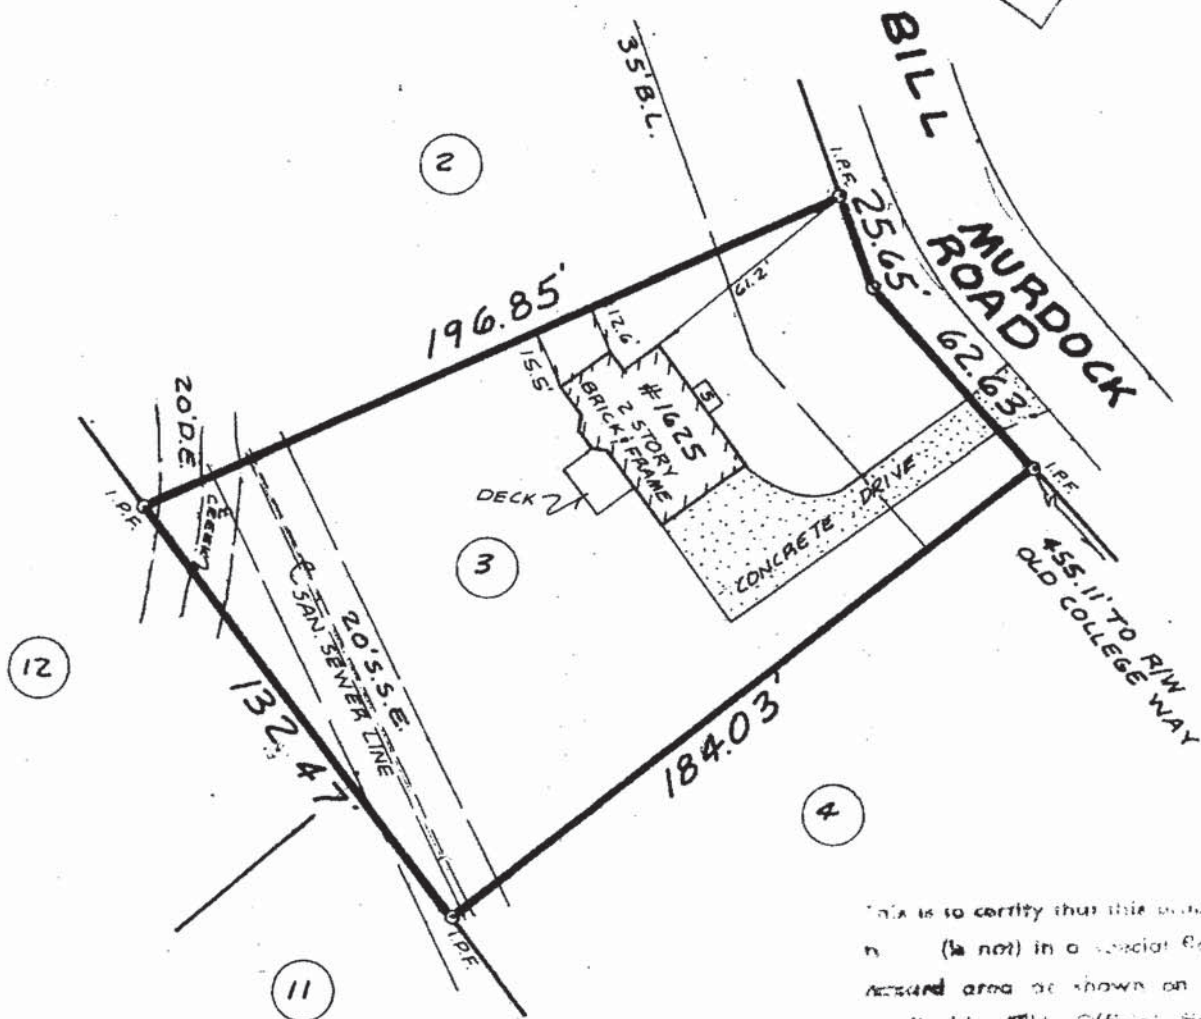 BILL
MURDOCK
ROAD
35' B.L.
2
I.P.F.
25.65'
61.2'
62.63'
196.85'
12.6'
15.5'
#1625
2 STORY
BRICK & FRAME
S
20' D.E.
I.P.F.
CREEK
DECK
CONCRETE DRIVE
I.P.F.
3
20' S.S.E.
SAN. SEWER LINE
455.11' TO R/W
OLD COLLEGE WAY
12
132.47'
184.03'
4
I.P.F.
11
This is to certify that this
(is not) in a special
area as shown on